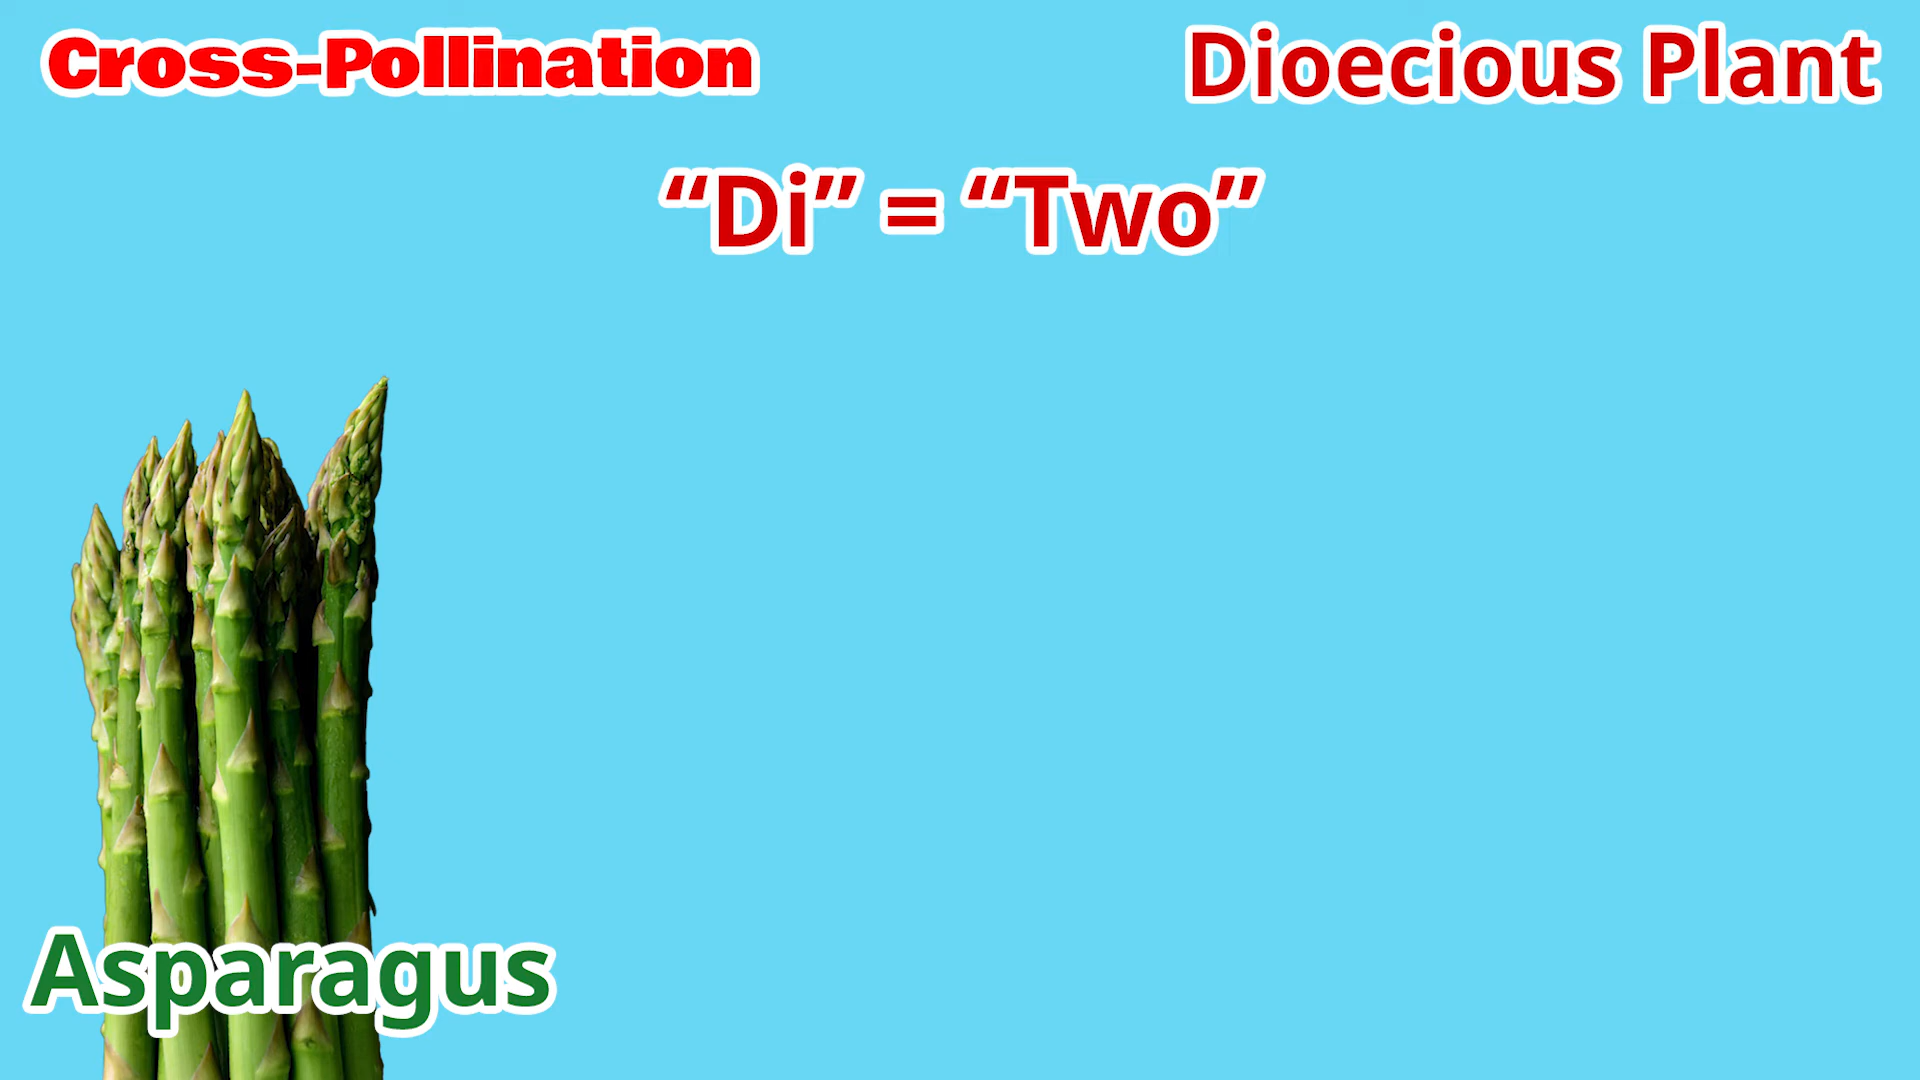 Cross-Pollination
Dioecious Plant
“Di” = “Two”
Asparagus